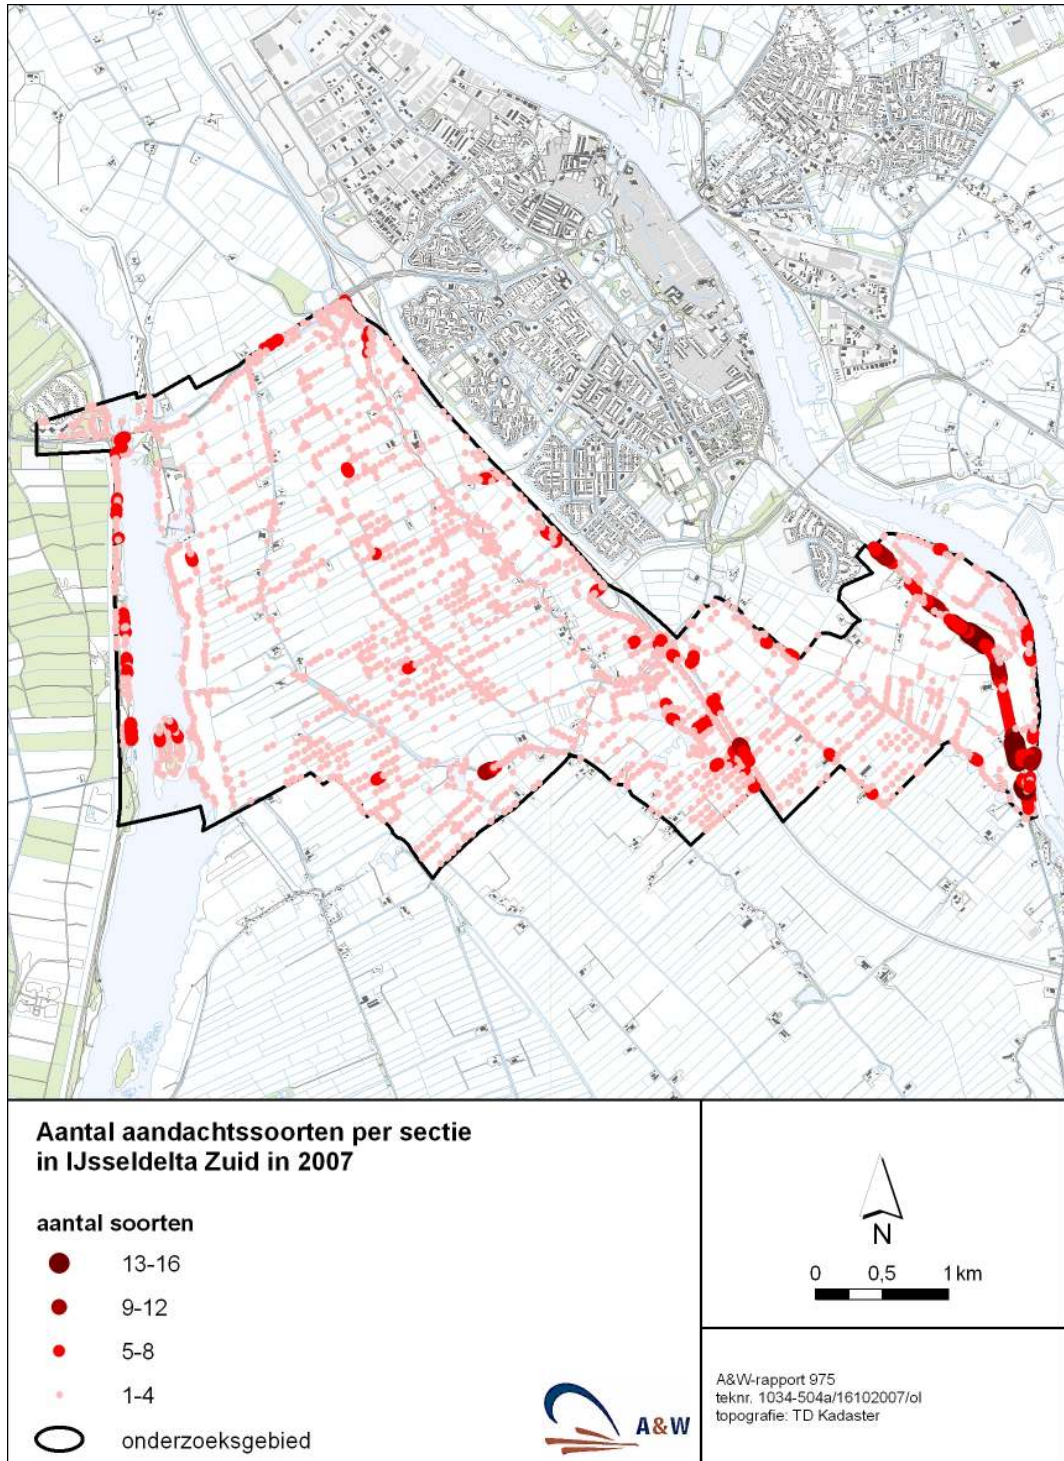 Aantal aandachtssoorten per sectie
in IJsseldelta Zuid in 2007
aantal soorten
13-16
9-12
5-8
1-4
onderzoeksgebied
A&W
N
0 0,5 1 km
A&W-rapport 975
teknr. 1034-504a/16102007/ol
topografie: TD Kadaster